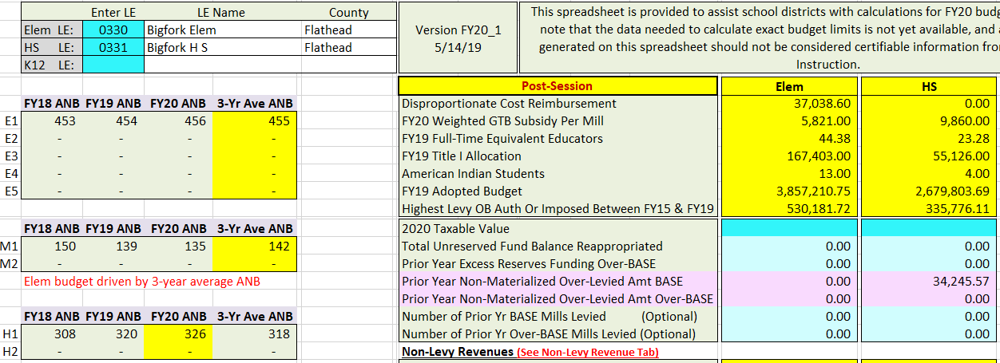 Enter LE LE Name County
Elem LE: 0330 Bigfork Elem Flathead
HS LE: 0331 Bigfork H S Flathead
K12 LE:
Version FY20_1
5/14/19
This spreadsheet is provided to assist school districts with calculations for FY20
note that the data needed to calculate exact budget limits is not yet available, and
generated on this spreadsheet should not be considered certifiable information
Instruction.
FY18 ANB FY19 ANB FY20 ANB 3-Yr Ave ANB
E1 453 454 456 455
E2 - - - -
E3 - - - -
E4 - - - -
E5 - - - -
FY18 ANB FY19 ANB FY20 ANB 3-Yr Ave ANB
M1 150 139 135 142
M2 - - - -
Elem budget driven by 3-year average ANB
FY18 ANB FY19 ANB FY20 ANB 3-Yr Ave ANB
H1 308 320 326 318
H2 - - - -
Post-Session Elem HS
Disproportionate Cost Reimbursement 37,038.60 0.00
FY20 Weighted GTB Subsidy Per Mill 5,821.00 9,860.00
FY19 Full-Time Equivalent Educators 44.38 23.28
FY19 Title I Allocation 167,403.00 55,126.00
American Indian Students 13.00 4.00
FY19 Adopted Budget 3,857,210.75 2,679,803.69
Highest Levy OB Auth Or Imposed Between FY15 & FY19 530,181.72 335,776.11
2020 Taxable Value
Total Unreserved Fund Balance Reappropriated 0.00 0.00
Prior Year Excess Reserves Funding Over-BASE 0.00 0.00
Prior Year Non-Materialized Over-Levied Amt BASE 0.00 34,245.57
Prior Year Non-Materialized Over-Levied Amt Over-BASE 0.00 0.00
Number of Prior Yr BASE Mills Levied (Optional) 0.00 0.00
Number of Prior Yr Over-BASE Mills Levied (Optional) 0.00 0.00
Non-Levy Revenues (See Non-Levy Revenue Tab)